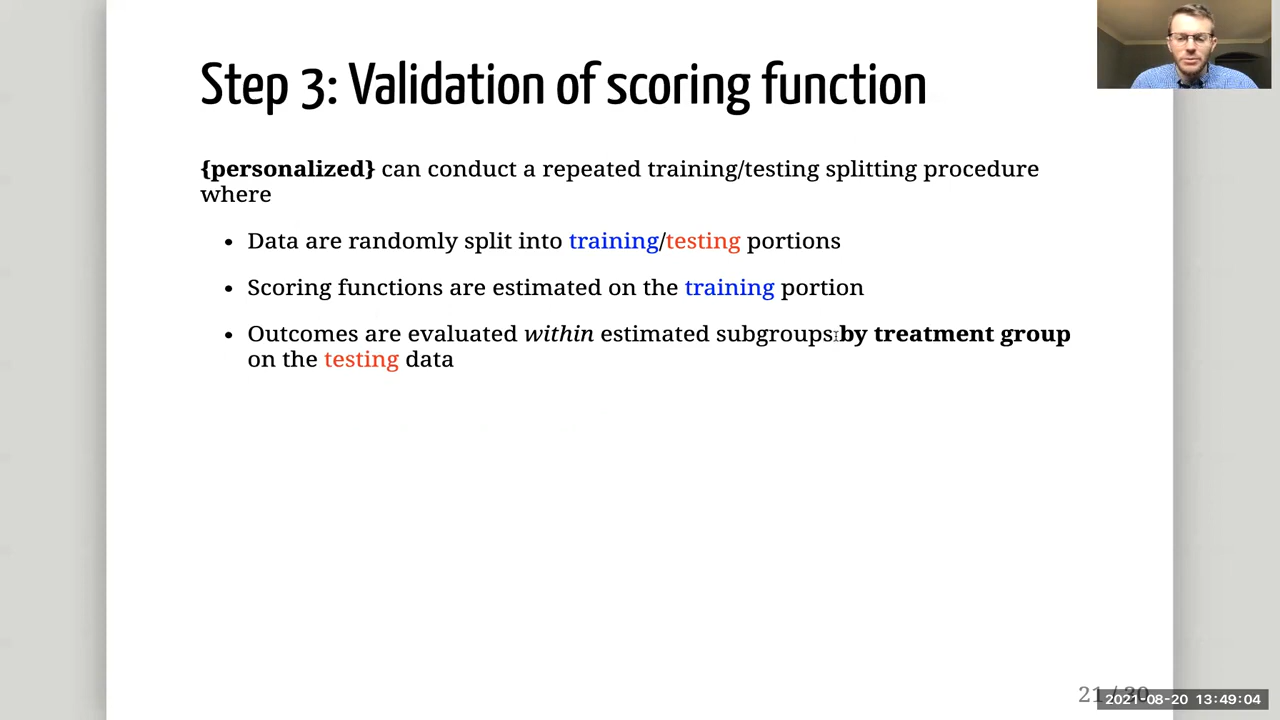 Step 3: Validation of scoring function
{personalized} can conduct a repeated training/testing splitting procedure
where
• Data are randomly split into training/testing portions
• Scoring functions are estimated on the training portion
• Outcomes are evaluated within estimated subgroups by treatment group
on the testing data
21 / 30
2021-08-20 13:49:04